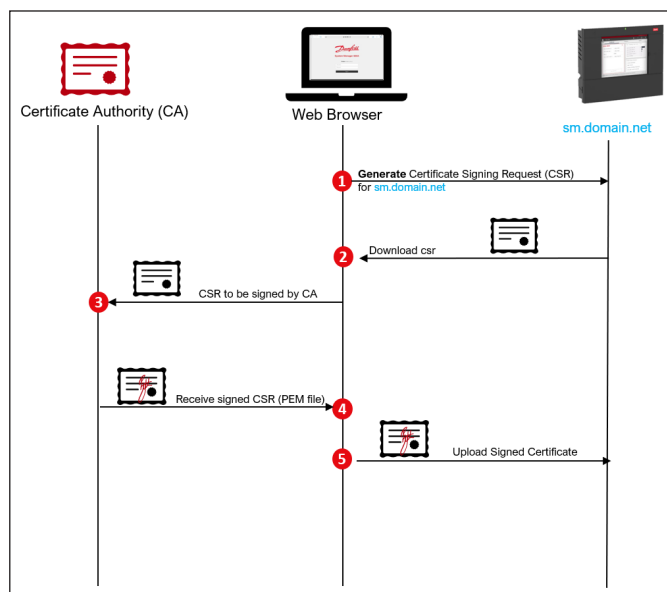 Danfoss
Certificate Authority (CA)
Web Browser
sm.domain.net
1
Generate Certificate Signing Request (CSR)
for sm.domain.net
2
Download csr
3
CSR to be signed by CA
Receive signed CSR (PEM file)
4
5
Upload Signed Certificate